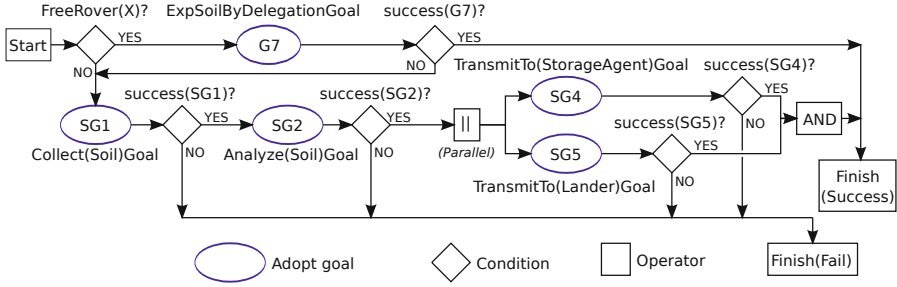 FreeRover(X)? ExpSoilByDelegationGoal success(G7)?
Start YES G7 YES
NO NO
TransmitTo(StorageAgent)Goal success(SG4)?
success(SG1)? success(SG2)? SG4 YES
SG1 YES SG2 YES || success(SG5)? NO AND
Collect(Soil)Goal NO Analyze(Soil)Goal NO (Parallel) SG5 YES
TransmitTo(Lander)Goal NO
Finish
(Success)
Adopt goal Condition Operator Finish(Fail)